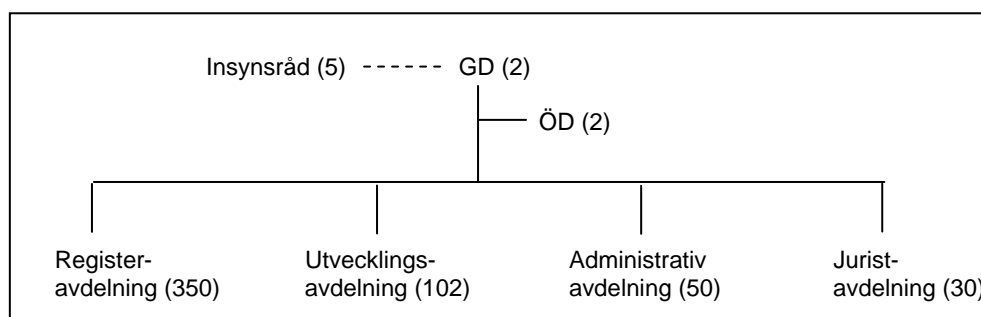 Insynsråd (5) GD (2)
ÖD (2)
Register-
avdelning (350)
Utvecklings-
avdelning (102)
Administrativ
avdelning (50)
Jurist-
avdelning (30)